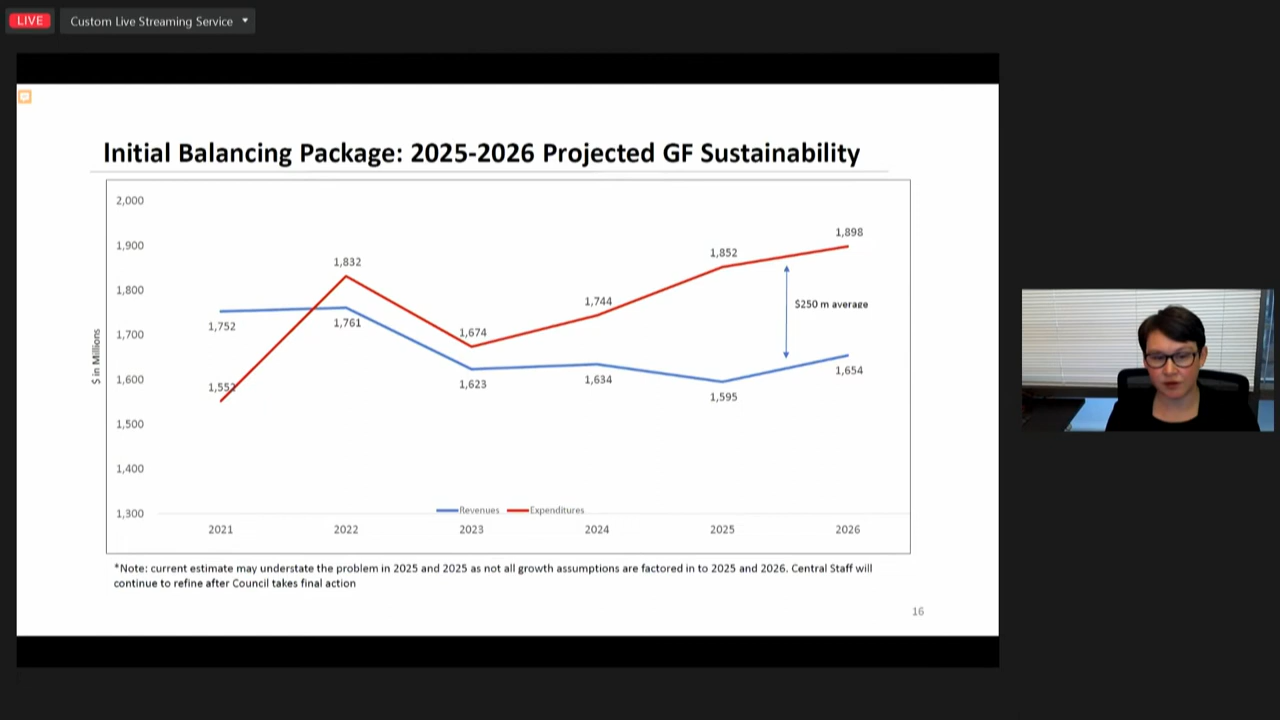 LIVE
Custom Live Streaming Service
Initial Balancing Package: 2025-2026 Projected GF Sustainability
2,000
1,900
1,800
1,700
1,600
1,500
1,400
1,300
$ in Millions
1,752
1,761
1,623
1,634
1,595
1,654
1,552
1,832
1,674
1,744
1,852
1,898
$250 m average
Revenues Expenditures
2021 2022 2023 2024 2025 2026
*Note: current estimate may understate the problem in 2025 and 2025 as not all growth assumptions are factored in to 2025 and 2026. Central Staff will
continue to refine after Council takes final action
16